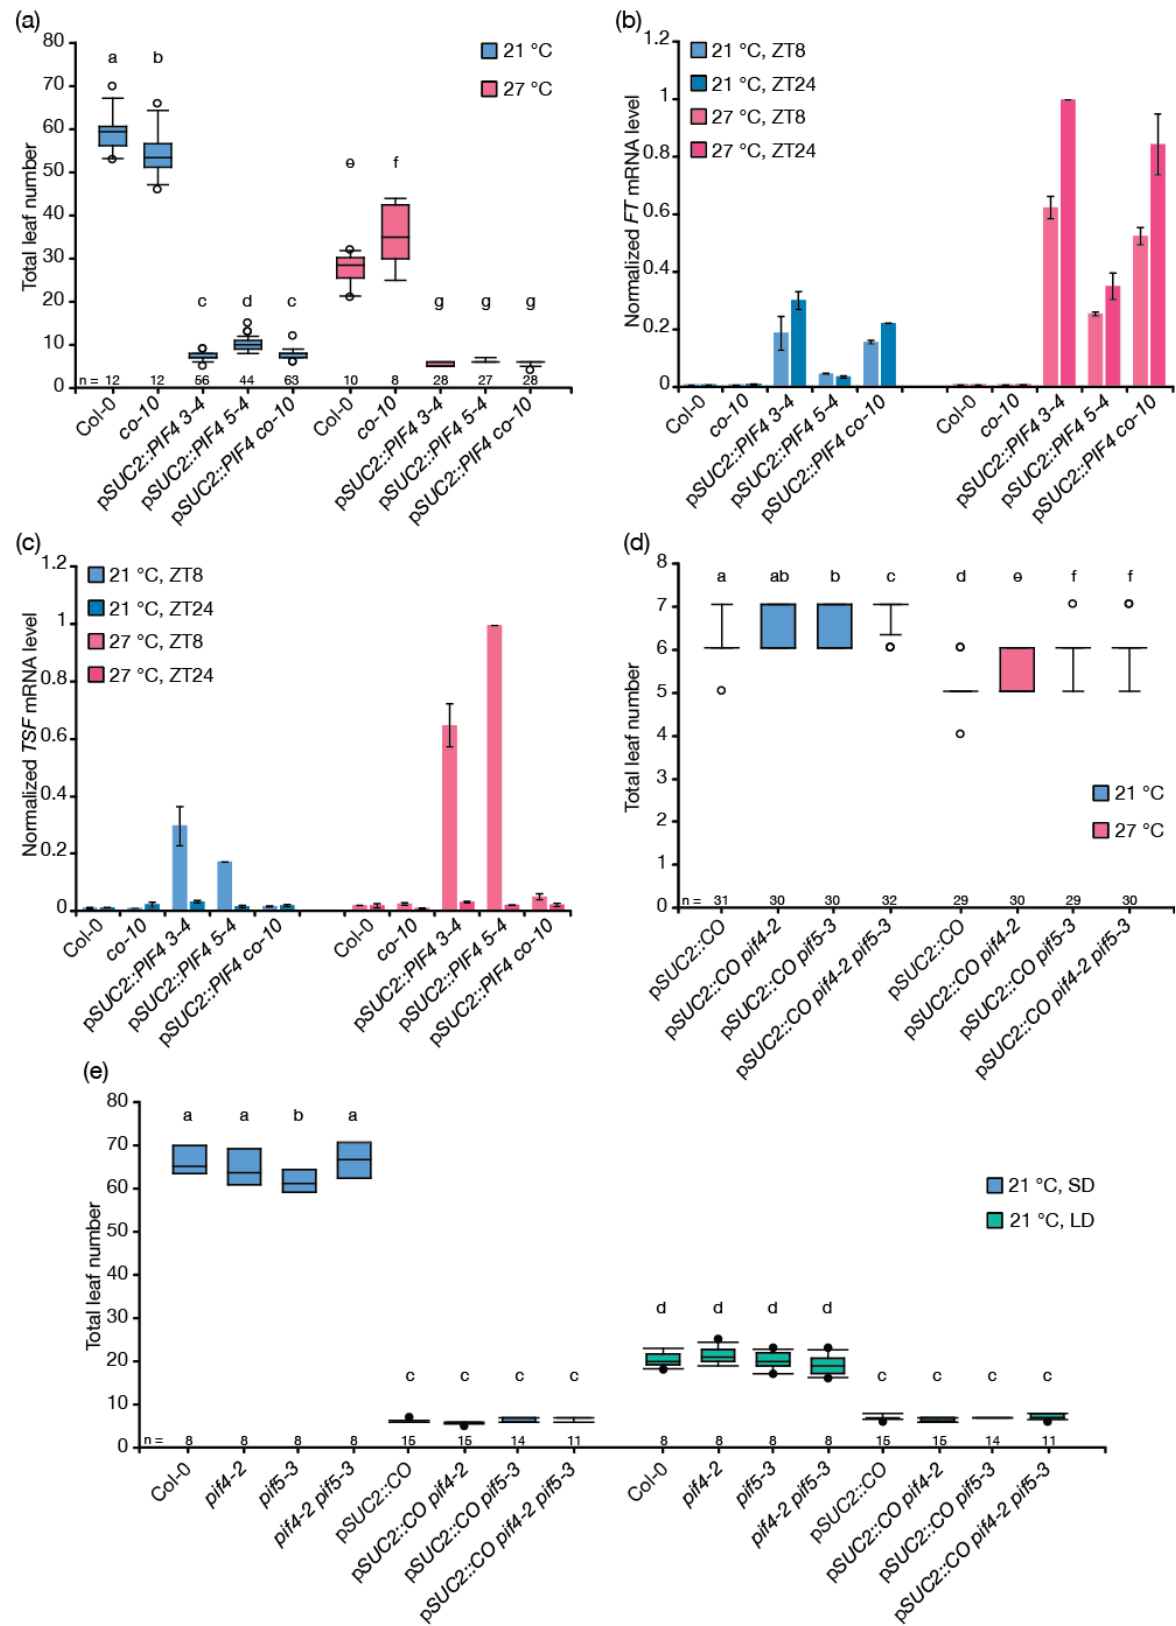 (a)
Total leaf number
80
70
60
50
40
30
20
10
0
a
b
c
d
c
e
f
g
g
g
21 °C
27 °C
n = 12 12 56 44 63 10 8 28 27 28
Col-0
co-10
pSUC2::PIF4 3-4
pSUC2::PIF4 5-4
pSUC2::PIF4 co-10
Col-0
co-10
pSUC2::PIF4 3-4
pSUC2::PIF4 5-4
pSUC2::PIF4 co-10
(b)
Normalized FT mRNA level
1.2
1
0.8
0.6
0.4
0.2
0
21 °C, ZT8
21 °C, ZT24
27 °C, ZT8
27 °C, ZT24
Col-0
co-10
pSUC2::PIF4 3-4
pSUC2::PIF4 5-4
pSUC2::PIF4 co-10
Col-0
co-10
pSUC2::PIF4 3-4
pSUC2::PIF4 5-4
pSUC2::PIF4 co-10
(c)
Normalized TSF mRNA level
1.2
1
0.8
0.6
0.4
0.2
0
21 °C, ZT8
21 °C, ZT24
27 °C, ZT8
27 °C, ZT24
Col-0
co-10
pSUC2::PIF4 3-4
pSUC2::PIF4 5-4
pSUC2::PIF4 co-10
Col-0
co-10
pSUC2::PIF4 3-4
pSUC2::PIF4 5-4
pSUC2::PIF4 co-10
(d)
Total leaf number
8
7
6
5
4
3
2
1
0
a
ab
b
c
d
e
f
f
21 °C
27 °C
n = 31 30 30 32 29 30 29 30
pSUC2::CO
pSUC2::CO pif4-2
pSUC2::CO pif5-3
pSUC2::CO pif4-2 pif5-3
pSUC2::CO
pSUC2::CO pif4-2
pSUC2::CO pif5-3
pSUC2::CO pif4-2 pif5-3
(e)
Total leaf number
80
70
60
50
40
30
20
10
0
a
a
b
a
c
c
c
c
d
d
d
d
c
c
c
c
21 °C, SD
21 °C, LD
n = 8 8 8 8 15 15 14 11 8 8 8 8 15 15 14 11
Col-0
pif4-2
pif5-3
pif4-2 pif5-3
pSUC2::CO
pSUC2::CO pif4-2
pSUC2::CO pif5-3
pSUC2::CO pif4-2 pif5-3
Col-0
pif4-2
pif5-3
pif4-2 pif5-3
pSUC2::CO
pSUC2::CO pif4-2
pSUC2::CO pif5-3
pSUC2::CO pif4-2 pif5-3